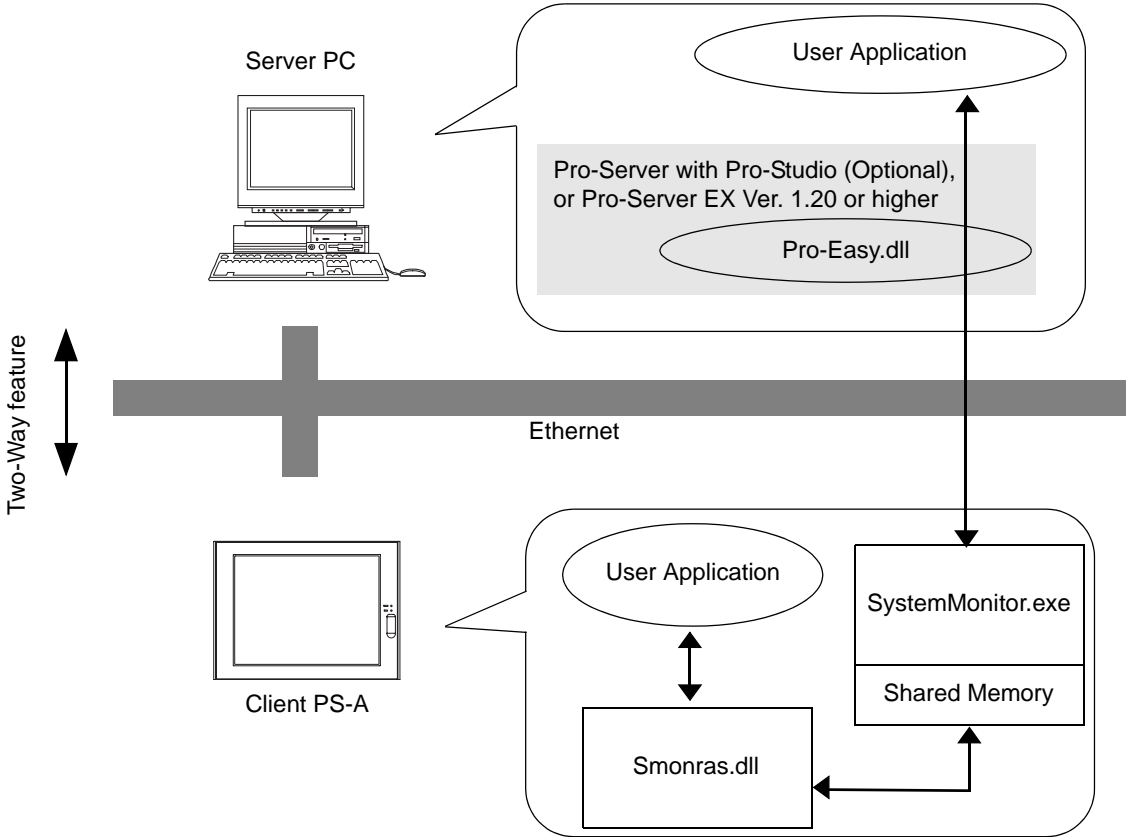 Server PC
User Application
Pro-Server with Pro-Studio (Optional),
or Pro-Server EX Ver. 1.20 or higher
Pro-Easy.dll
Two-Way feature
Ethernet
Client PS-A
User Application
SystemMonitor.exe
Shared Memory
Smonras.dll